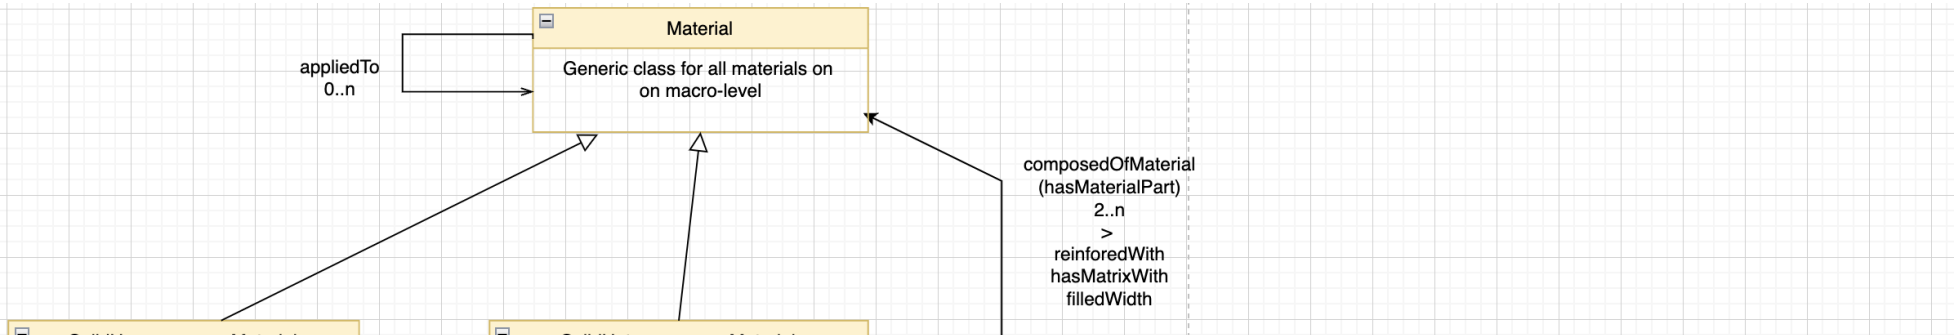 Material
Generic class for all materials on
on macro-level
appliedTo
0..n
composedOfMaterial
(hasMaterialPart)
2..n
>
reinforedWith
hasMatrixWith
filledWidth